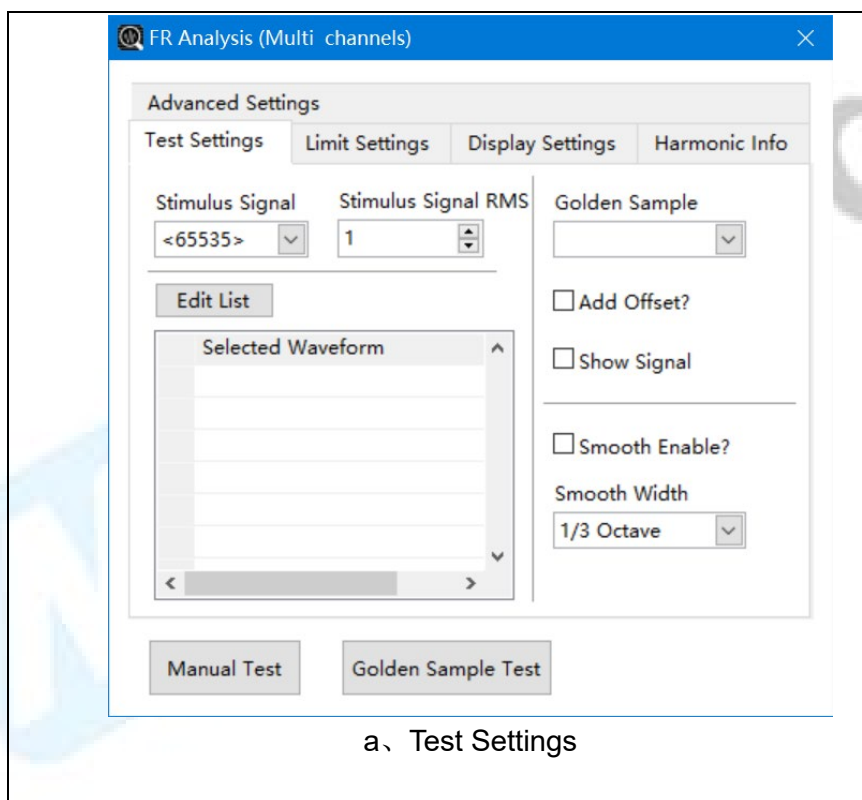 FR Analysis (Multi channels)
Advanced Settings
Test Settings Limit Settings Display Settings Harmonic Info
Stimulus Signal Stimulus Signal RMS Golden Sample
<65535> 1
Edit List
Add Offset?
Selected Waveform
Show Signal
Smooth Enable?
Smooth Width
1/3 Octave
Manual Test Golden Sample Test
a、Test Settings